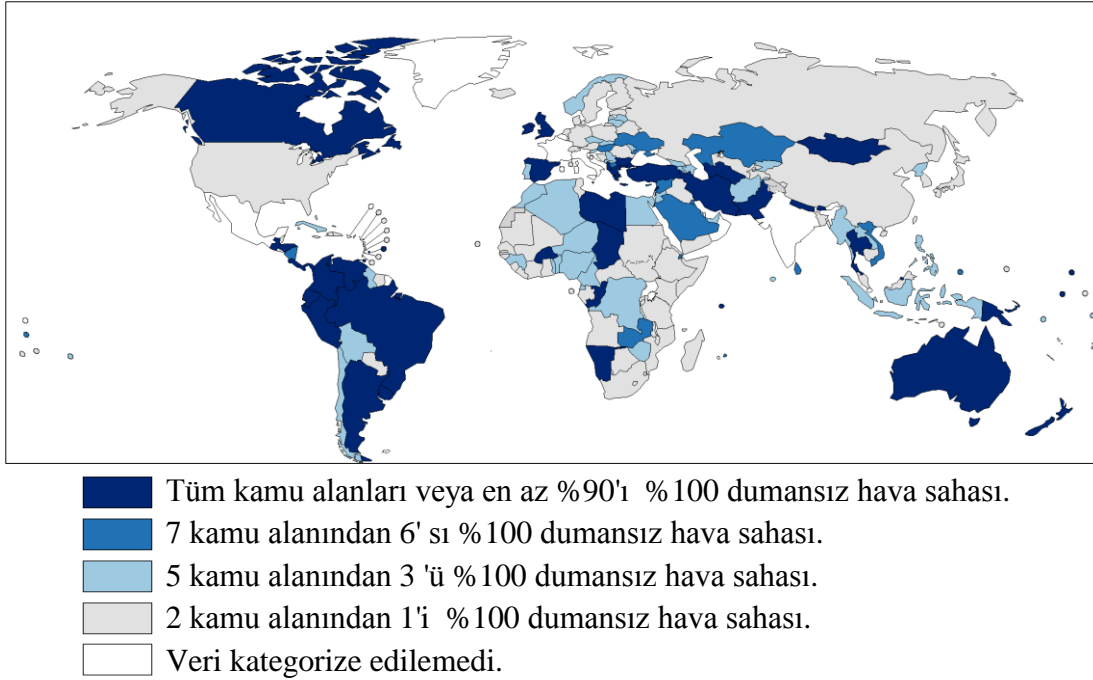 Tüm kamu alanları veya en az %90'ı %100 dumansız hava sahası.
7 kamu alanından 6' sı %100 dumansız hava sahası.
5 kamu alanından 3 'ü %100 dumansız hava sahası.
2 kamu alanından 1'i %100 dumansız hava sahası.
Veri kategorize edilemedi.